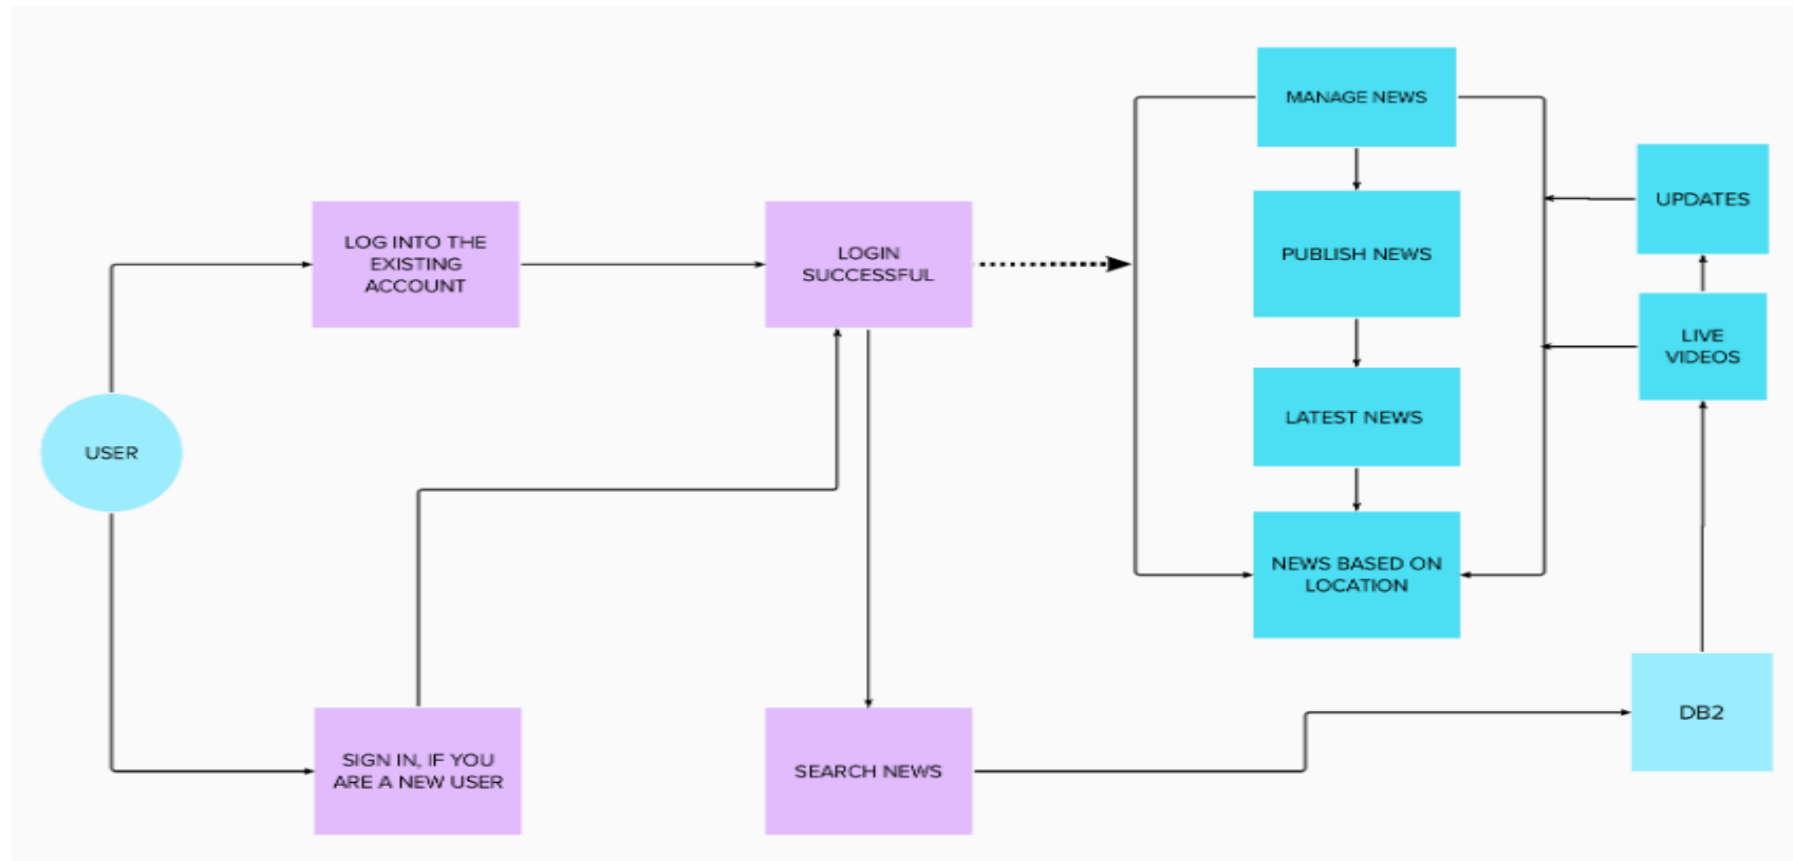 MANAGE NEWS
UPDATES
LOG INTO THE
EXISTING
ACCOUNT
LOGIN
SUCCESSFUL
PUBLISH NEWS
LIVE
VIDEOS
LATEST NEWS
USER
NEWS BASED ON
LOCATION
DB2
SIGN IN, IF YOU
ARE A NEW USER
SEARCH NEWS